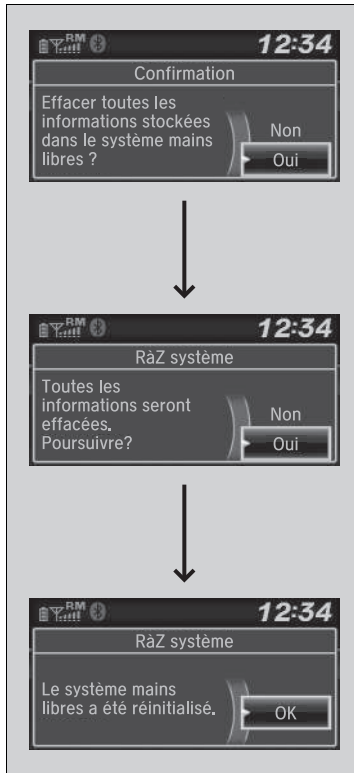 RM 12:34
Confirmation
Effacer toutes les
informations stockées
dans le système mains
libres ?
Non
Oui
RM 12:34
RàZ système
Toutes les
informations seront
effacées.
Poursuivre?
Non
Oui
RM 12:34
RàZ système
Le système mains
libres a été réinitialisé.
OK